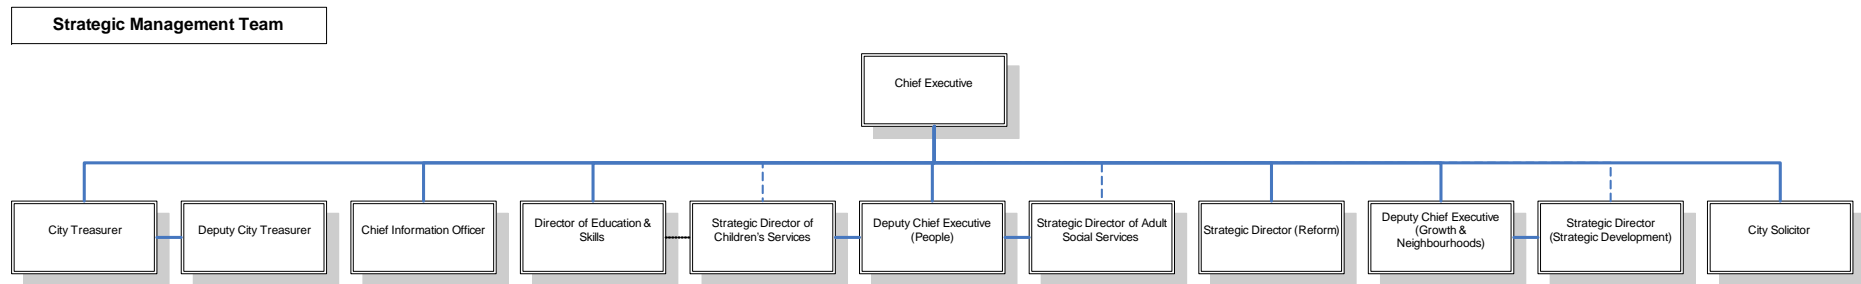 Strategic Management Team
Chief Executive
City Treasurer
Deputy City Treasurer
Chief Information Officer
Director of Education &
Skills
Strategic Director of
Children's Services
Deputy Chief Executive
(People)
Strategic Director of Adult
Social Services
Strategic Director (Reform)
Deputy Chief Executive
(Growth &
Neighbourhoods)
Strategic Director
(Strategic Development)
City Solicitor